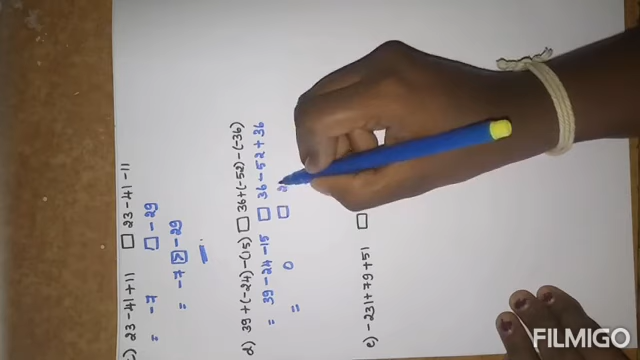 c) 23-41+11 □ 23-41-11
= -7 □ -29
= -7 > -29
d) 39+(-24)-(15) □ 36+(-52)-(-36)
= 39-24-15 □ 36-52+36
= 0 □ 2
e) -231+79+51 □
FILMIGO